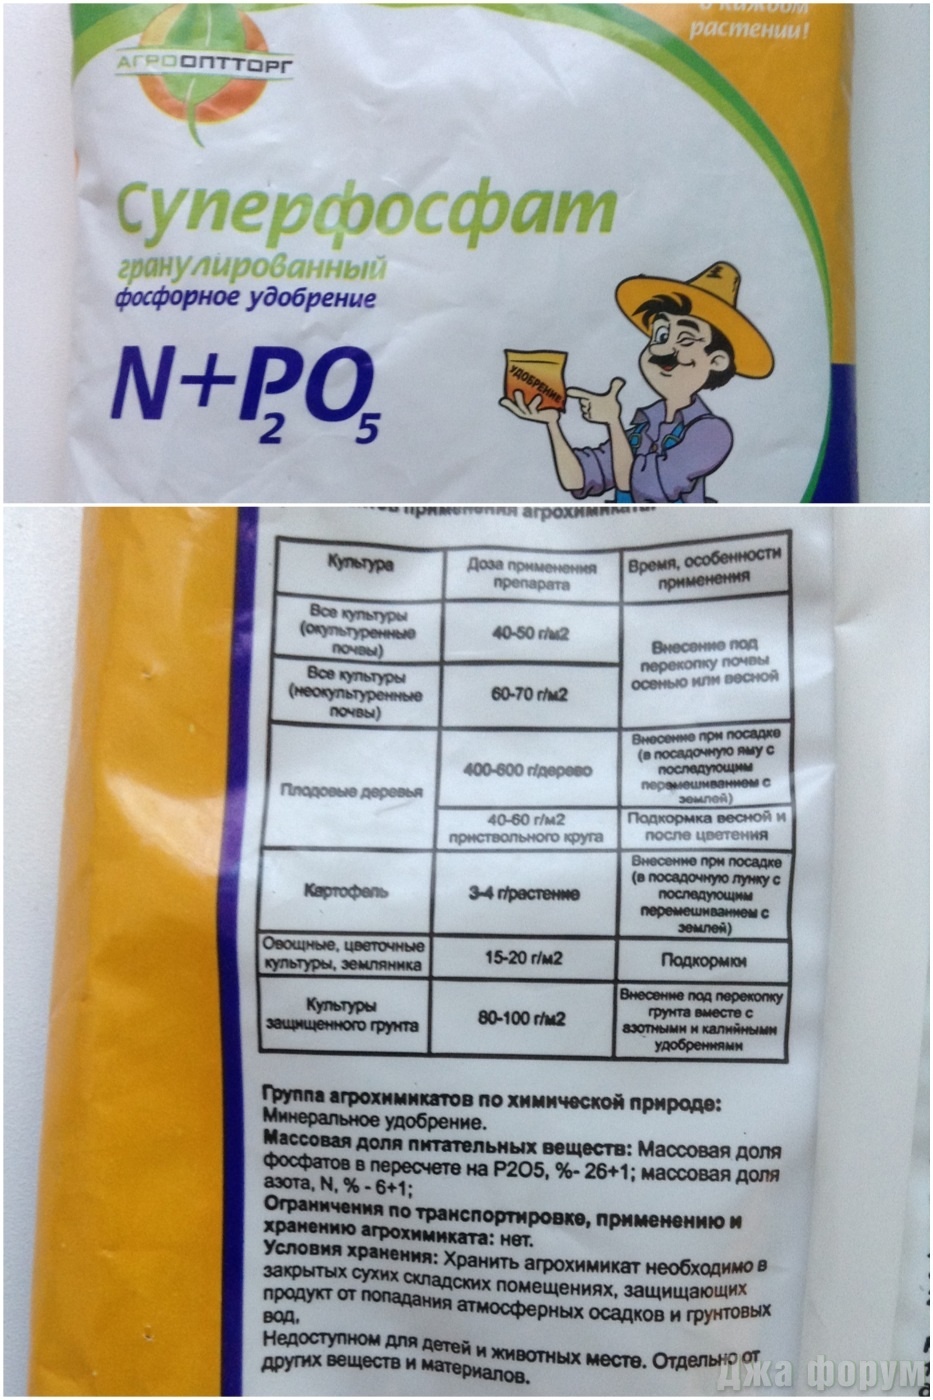 в каждом
растении!
АГРООПТТОРГ
Суперфосфат
гранулированный
фосфорное удобрение
N+P2O5
УДОБРЕНИЕ
применения агрохимиката:
Культура
Доза применения
препарата
Время, особенности
применения
Все культуры
(окультуренные
почвы)
40-50 г/м2
Внесение под
перекопку почвы
осенью или весной
Все культуры
(неокультуренные
почвы)
60-70 г/м2
Плодовые деревья
400-600 г/дерево
Внесение при посадке
(в посадочную яму с
последующим
перемешиванием с
землей)
40-60 г/м2
приствольного круга
Подкормка весной и
после цветения
Картофель
3-4 г/растение
Внесение при посадке
(в посадочную лунку с
последующим
перемешиванием с
землей)
Овощные, цветочные
культуры, земляника
15-20 г/м2
Подкормки
Культуры
защищенного грунта
80-100 г/м2
Внесение под перекопку
грунта вместе с
азотными и калийными
удобрениями
Группа агрохимикатов по химической природе:
Минеральное удобрение.
Массовая доля питательных веществ: Массовая доля
фосфатов в пересчете на P2O5, %- 26+1; массовая доля
азота, N, % - 6+1;
Ограничения по транспортировке, применению и
хранению агрохимиката: нет.
Условия хранения: Хранить агрохимикат необходимо в
закрытых сухих складских помещениях, защищающих
продукт от попадания атмосферных осадков и грунтовых
вод.
Недоступном для детей и животных месте. Отдельно от
других веществ и материалов.
Джа форум